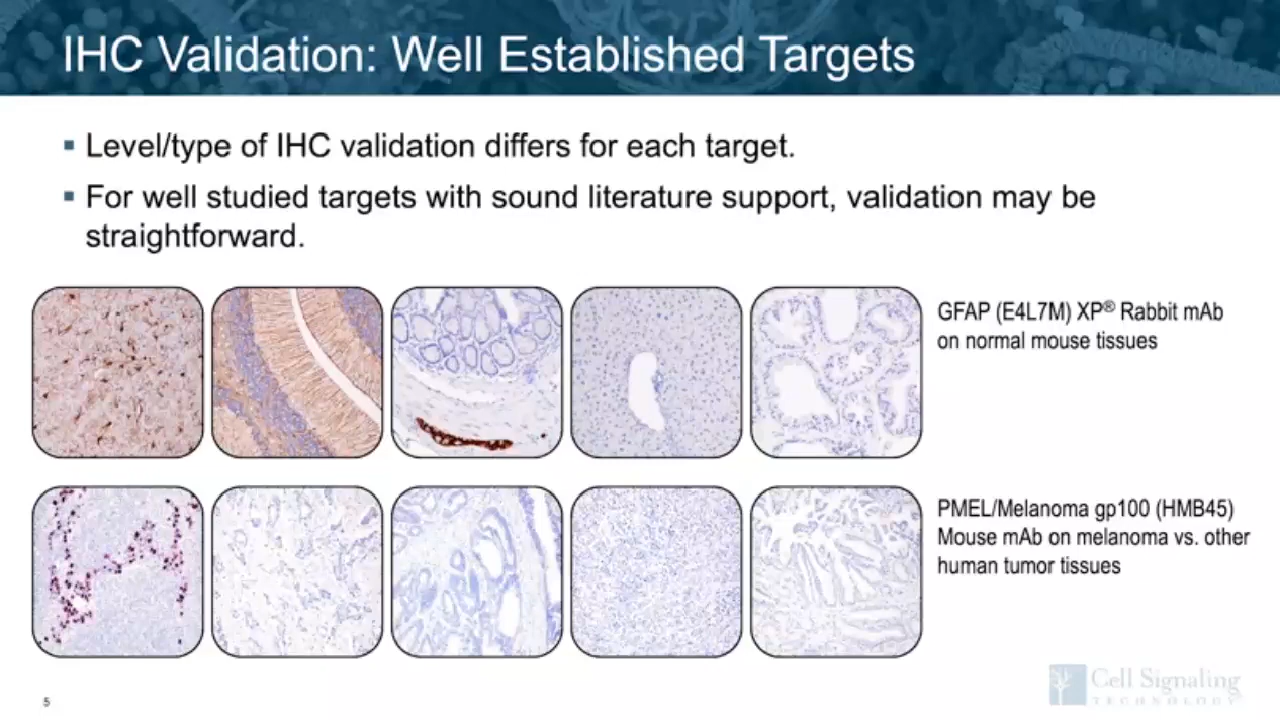 IHC Validation: Well Established Targets
Level/type of IHC validation differs for each target.
For well studied targets with sound literature support, validation may be
straightforward.
GFAP (E4L7M) XP® Rabbit mAb
on normal mouse tissues
PMEL/Melanoma gp100 (HMB45)
Mouse mAb on melanoma vs. other
human tumor tissues
Cell Signaling
TECHNOLOGY
5